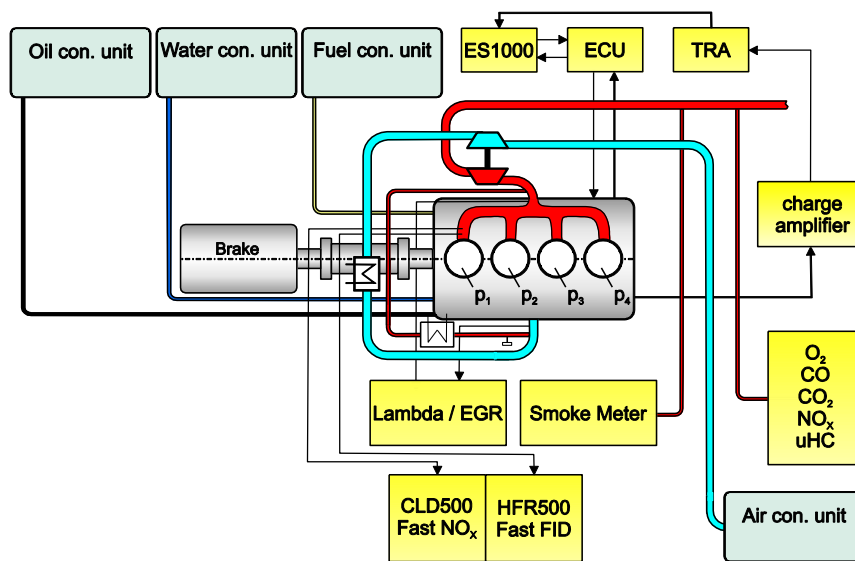 Oil con. unit
Water con. unit
Fuel con. unit
ES1000
ECU
TRA
charge
amplifier
Brake
p₁
p₂
p₃
p₄
O₂
CO
CO₂
NOₓ
uHC
Lambda / EGR
Smoke Meter
CLD500
Fast NOₓ
HFR500
Fast FID
Air con. unit